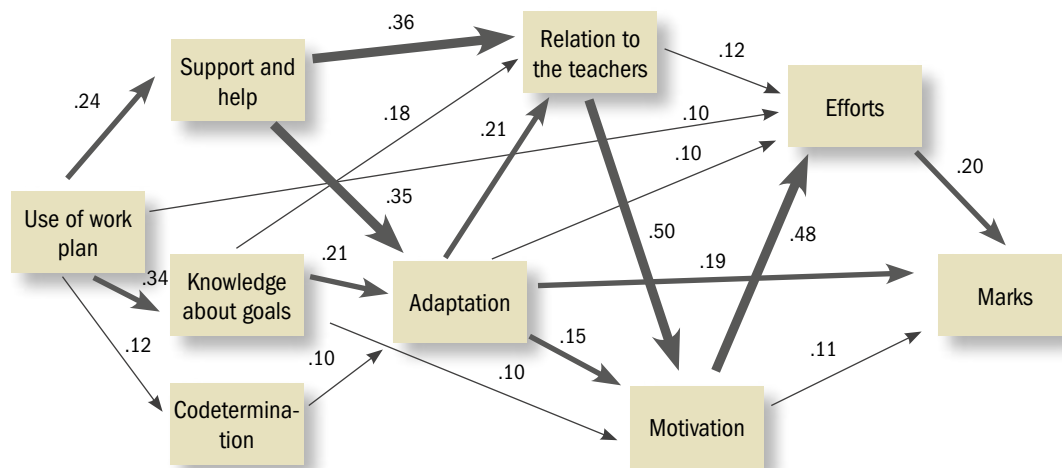 .36
Relation to
the teachers
.12
Support and
help
.24
.18
.21
.10
Efforts
.10
.20
.35
Use of work
plan
.50
.48
.34
Knowledge
about goals
.21
Adaptation
.19
Marks
.12
.10
.10
.15
.11
Codetermina-
tion
Motivation